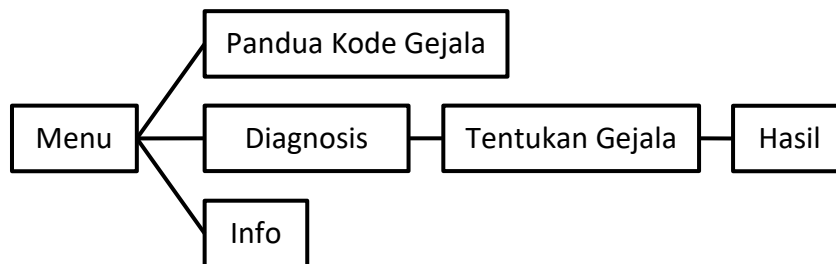 Pandua Kode Gejala
Menu
Diagnosis
Tentukan Gejala
Hasil
Info